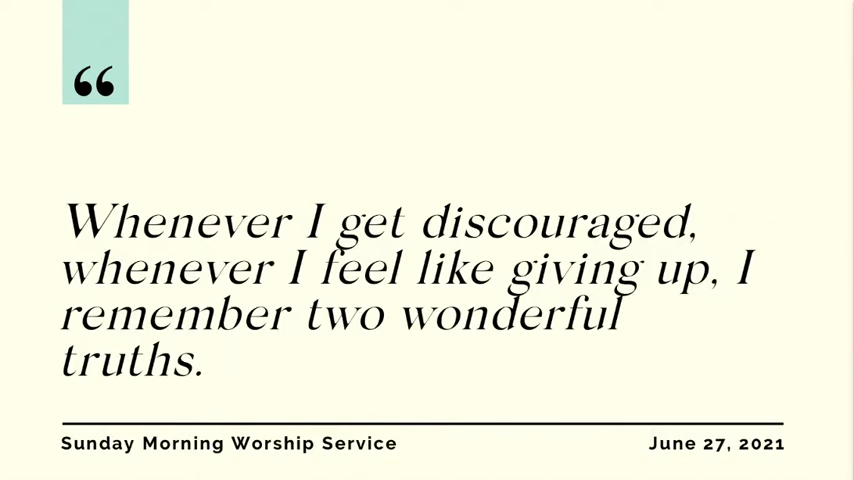 “
Whenever I get discouraged,
whenever I feel like giving up, I
remember two wonderful
truths.
Sunday Morning Worship Service
June 27, 2021